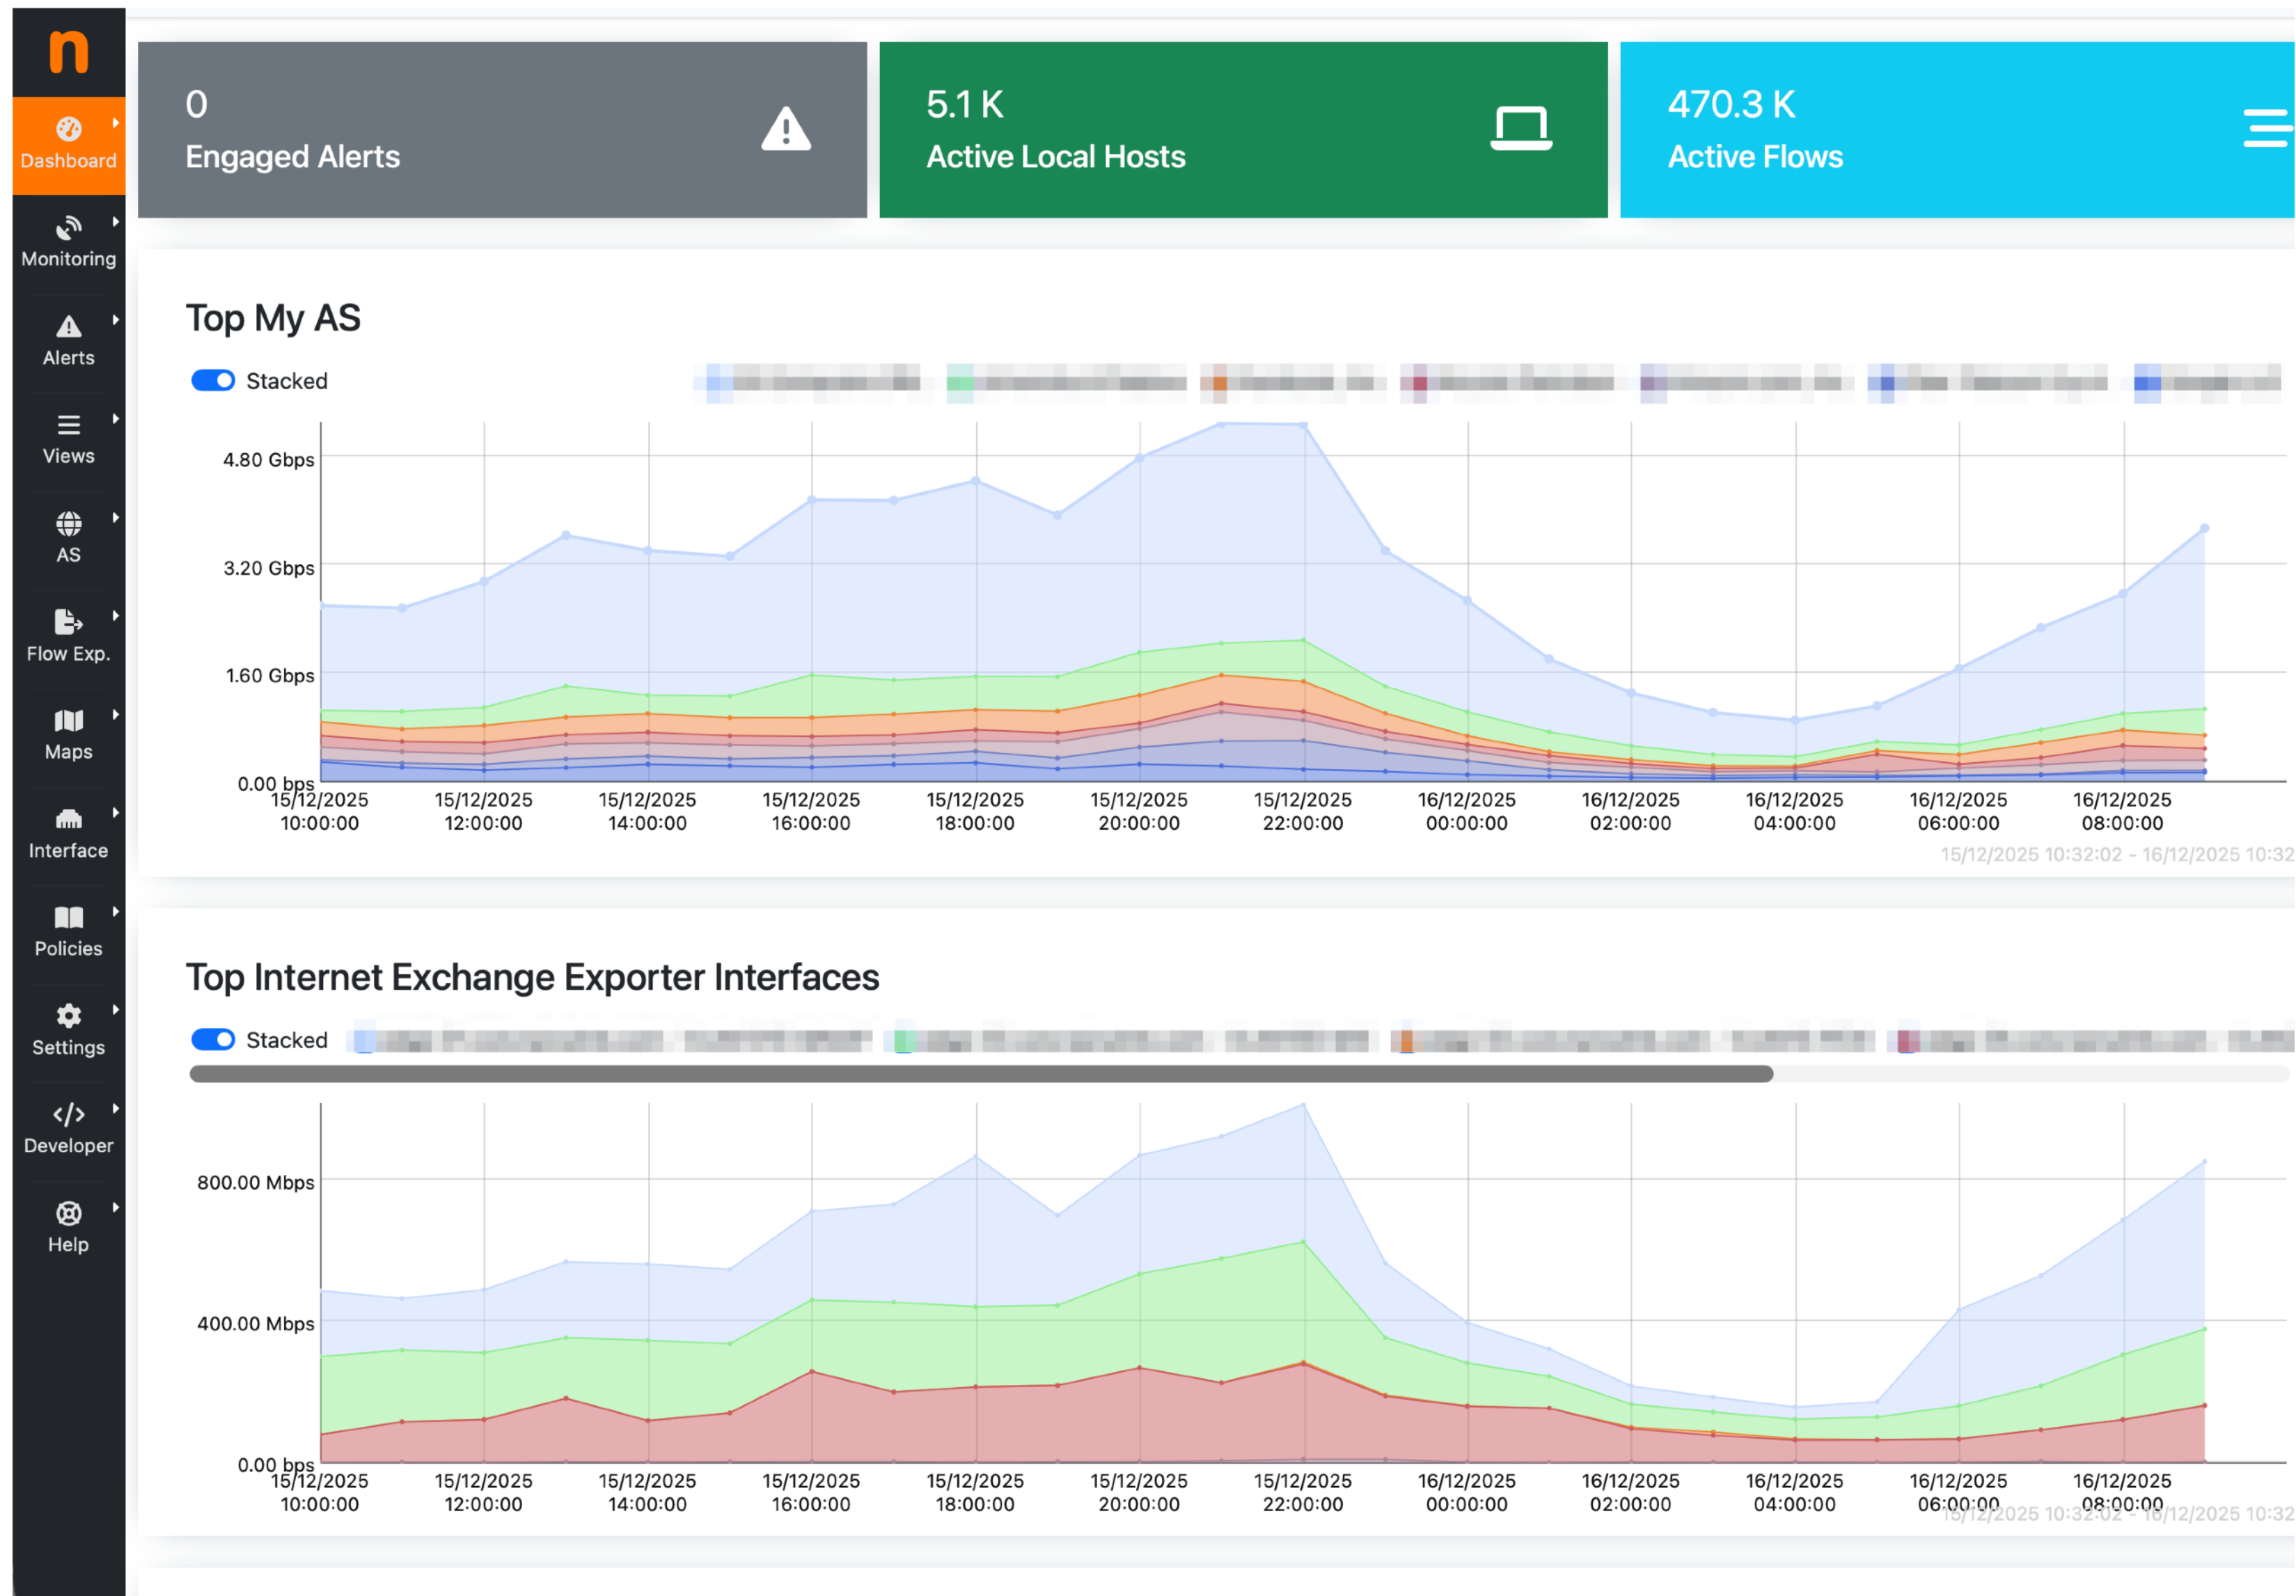 n
Dashboard
Monitoring
Alerts
Views
AS
Flow Exp.
Maps
Interface
Policies
Settings
Developer
Help
0
Engaged Alerts
5.1 K
Active Local Hosts
470.3 K
Active Flows
Top My AS
Stacked
4.80 Gbps
3.20 Gbps
1.60 Gbps
0.00 bps
15/12/2025 15/12/2025 15/12/2025 15/12/2025 15/12/2025 15/12/2025 15/12/2025 16/12/2025 16/12/2025 16/12/2025 16/12/2025 16/12/2025
10:00:00 12:00:00 14:00:00 16:00:00 18:00:00 20:00:00 22:00:00 00:00:00 02:00:00 04:00:00 06:00:00 08:00:00
15/12/2025 10:32:02 - 16/12/2025 10:32
Top Internet Exchange Exporter Interfaces
Stacked
800.00 Mbps
400.00 Mbps
0.00 bps
15/12/2025 15/12/2025 15/12/2025 15/12/2025 15/12/2025 15/12/2025 15/12/2025 16/12/2025 16/12/2025 16/12/2025 16/12/2025 16/12/2025
10:00:00 12:00:00 14:00:00 16:00:00 18:00:00 20:00:00 22:00:00 00:00:00 02:00:00 04:00:00 06:00:00 08:00:00
15/12/2025 10:32:02 - 16/12/2025 10:32